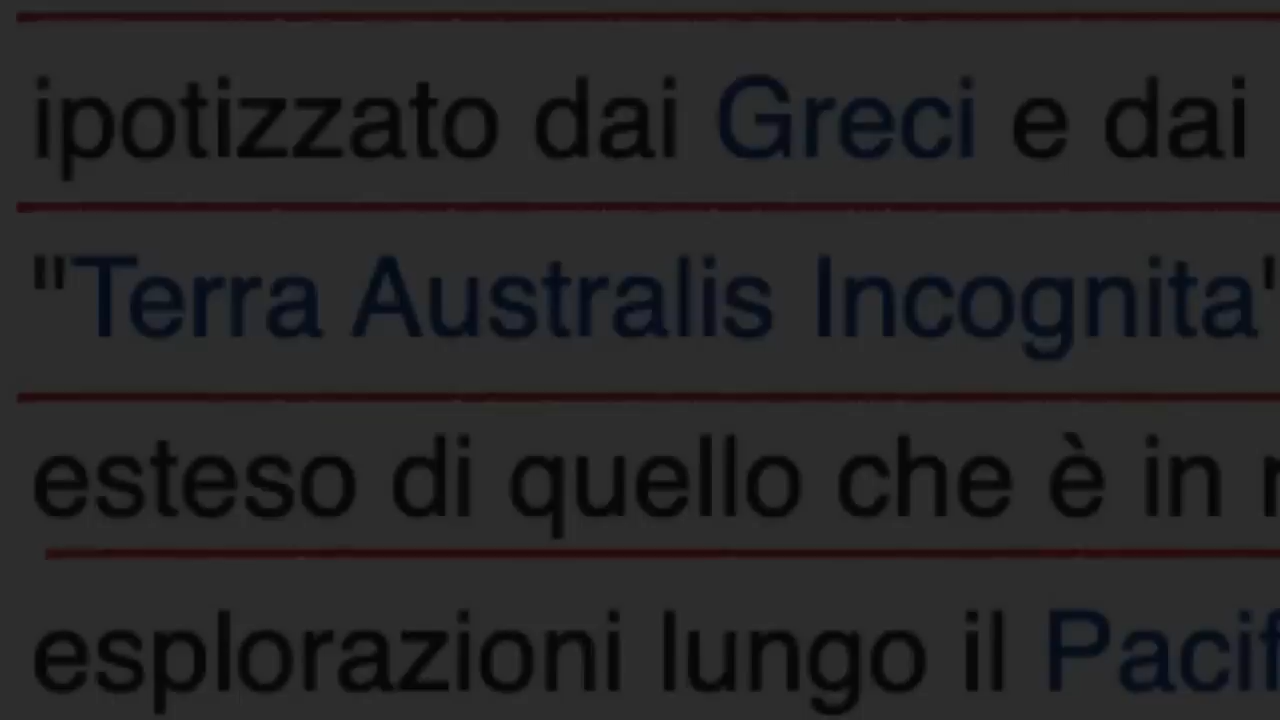 ipotizzato dai Greci e dai
"Terra Australis Incognita"
esteso di quello che è in
esplorazioni lungo il